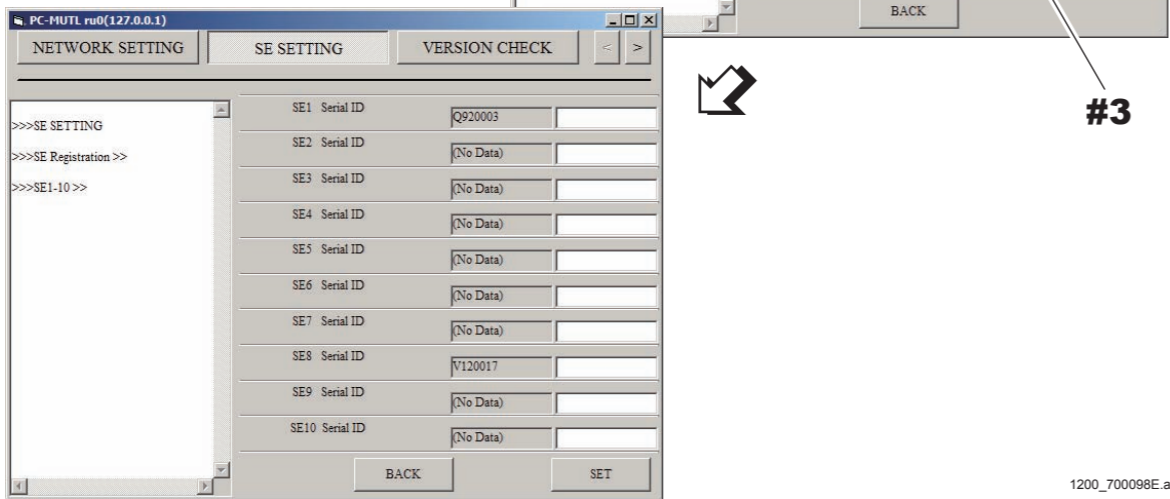 BACK
#3
PC-MUTL ru0(127.0.0.1)
NETWORK SETTING SE SETTING VERSION CHECK < >
>>>SE SETTING
>>>SE Registration >>
>>>SE1-10 >>
SE1 Serial ID Q920003
SE2 Serial ID (No Data)
SE3 Serial ID (No Data)
SE4 Serial ID (No Data)
SE5 Serial ID (No Data)
SE6 Serial ID (No Data)
SE7 Serial ID (No Data)
SE8 Serial ID V120017
SE9 Serial ID (No Data)
SE10 Serial ID (No Data)
BACK SET
1200_700098E.a